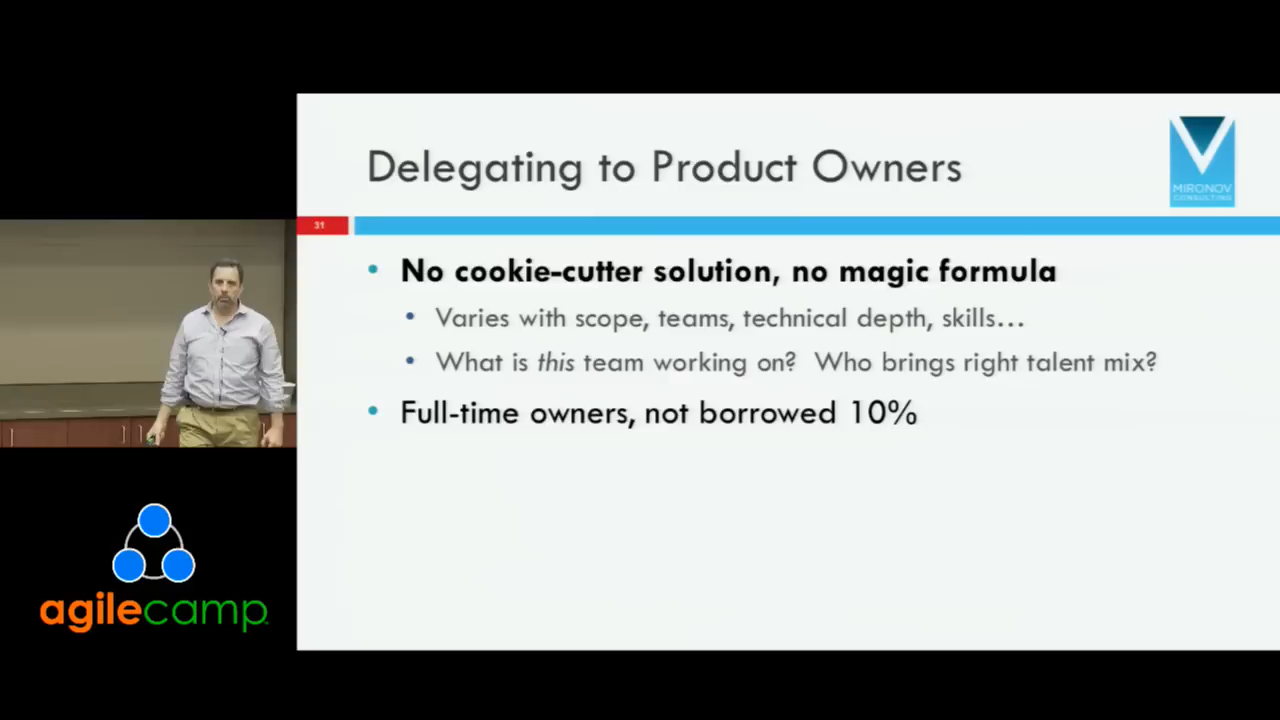 Delegating to Product Owners
MIRONOV
CONSULTING
31
• No cookie-cutter solution, no magic formula
• Varies with scope, teams, technical depth, skills…
• What is this team working on? Who brings right talent mix?
• Full-time owners, not borrowed 10%
agilecamp